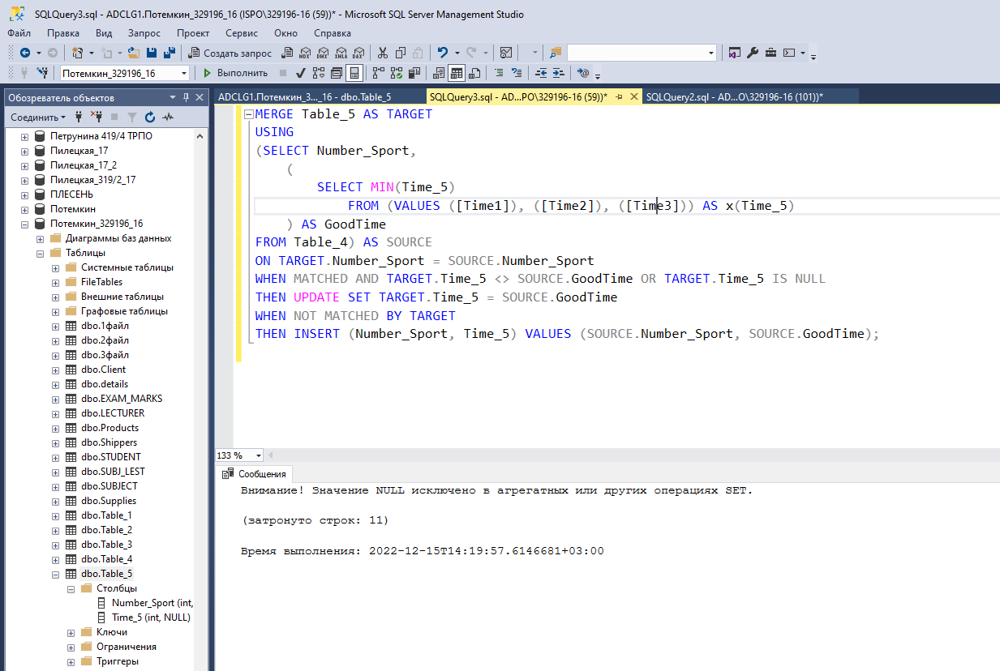 SQLQuery3.sql - ADCLG1.Потемкин_329196_16 (ISPO\329196-16 (59))* - Microsoft SQL Server Management Studio
Файл Правка Вид Запрос Проект Сервис Окно Справка
Создать запрос MDX DMX XMLA DAX
Потемкин_329196_16 Выполнить
Обозреватель объектов
Соединить
Петрунина 419/4 ТРПО
Пилецкая_17
Пилецкая_17_2
Пилецкая_319/2_17
ПЛЕСЕНЬ
Потемкин
Потемкин_329196_16
Диаграммы баз данных
Таблицы
Системные таблицы
FileTables
Внешние таблицы
Графовые таблицы
dbo.1файл
dbo.2файл
dbo.3файл
dbo.Client
dbo.details
dbo.EXAM_MARKS
dbo.LECTURER
dbo.Products
dbo.Shippers
dbo.STUDENT
dbo.SUBJ_LEST
dbo.SUBJECT
dbo.Supplies
dbo.Table_1
dbo.Table_2
dbo.Table_3
dbo.Table_4
dbo.Table_5
Столбцы
Number_Sport (int,
Time_5 (int, NULL)
Ключи
Ограничения
Триггеры
ADCLG1.Потемкин_3..._16 - dbo.Table_5 SQLQuery3.sql - AD...PO\329196-16 (59))* SQLQuery2.sql - AD...O\329196-16 (101))*
MERGE Table_5 AS TARGET
USING
(SELECT Number_Sport,
(
SELECT MIN(Time_5)
FROM (VALUES ([Time1]), ([Time2]), ([Time3])) AS x(Time_5)
) AS GoodTime
FROM Table_4) AS SOURCE
ON TARGET.Number_Sport = SOURCE.Number_Sport
WHEN MATCHED AND TARGET.Time_5 <> SOURCE.GoodTime OR TARGET.Time_5 IS NULL
THEN UPDATE SET TARGET.Time_5 = SOURCE.GoodTime
WHEN NOT MATCHED BY TARGET
THEN INSERT (Number_Sport, Time_5) VALUES (SOURCE.Number_Sport, SOURCE.GoodTime);
133 %
Сообщения
Внимание! Значение NULL исключено в агрегатных или других операциях SET.
(затронуто строк: 11)
Время выполнения: 2022-12-15T14:19:57.6146681+03:00